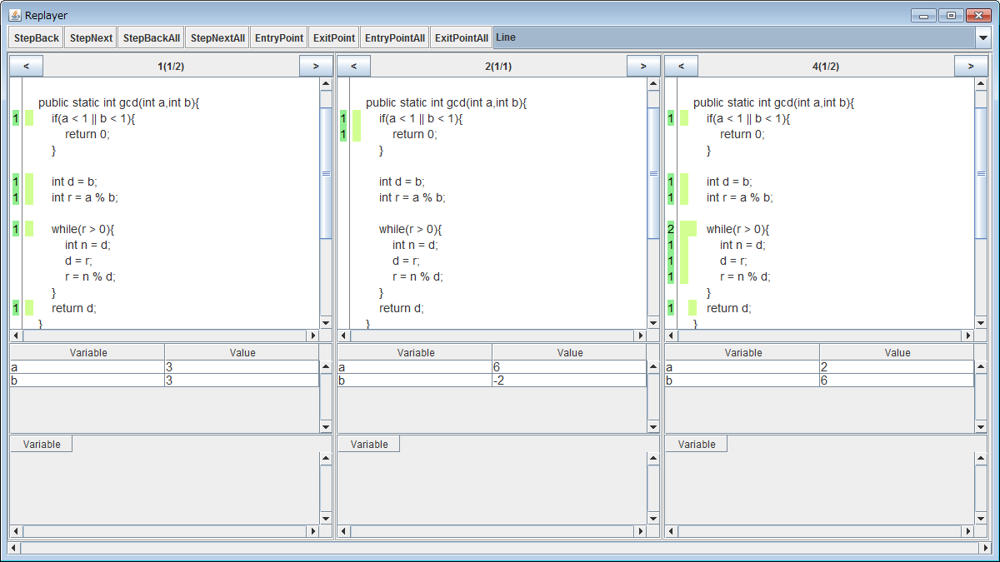 Replayer
StepBack StepNext StepBackAll StepNextAll EntryPoint ExitPoint EntryPointAll ExitPointAll Line
< 1(1/2) >
public static int gcd(int a,int b){
1 if(a < 1 || b < 1){
return 0;
}
1 int d = b;
1 int r = a % b;
1 while(r > 0){
int n = d;
d = r;
r = n % d;
}
1 return d;
}
Variable Value
a 3
b 3
Variable
< 2(1/1) >
public static int gcd(int a,int b){
1 if(a < 1 || b < 1){
1 return 0;
}
int d = b;
int r = a % b;
while(r > 0){
int n = d;
d = r;
r = n % d;
}
return d;
}
Variable Value
a 6
b -2
Variable
< 4(1/2) >
public static int gcd(int a,int b){
1 if(a < 1 || b < 1){
return 0;
}
1 int d = b;
1 int r = a % b;
2 while(r > 0){
1 int n = d;
1 d = r;
1 r = n % d;
}
1 return d;
}
Variable Value
a 2
b 6
Variable